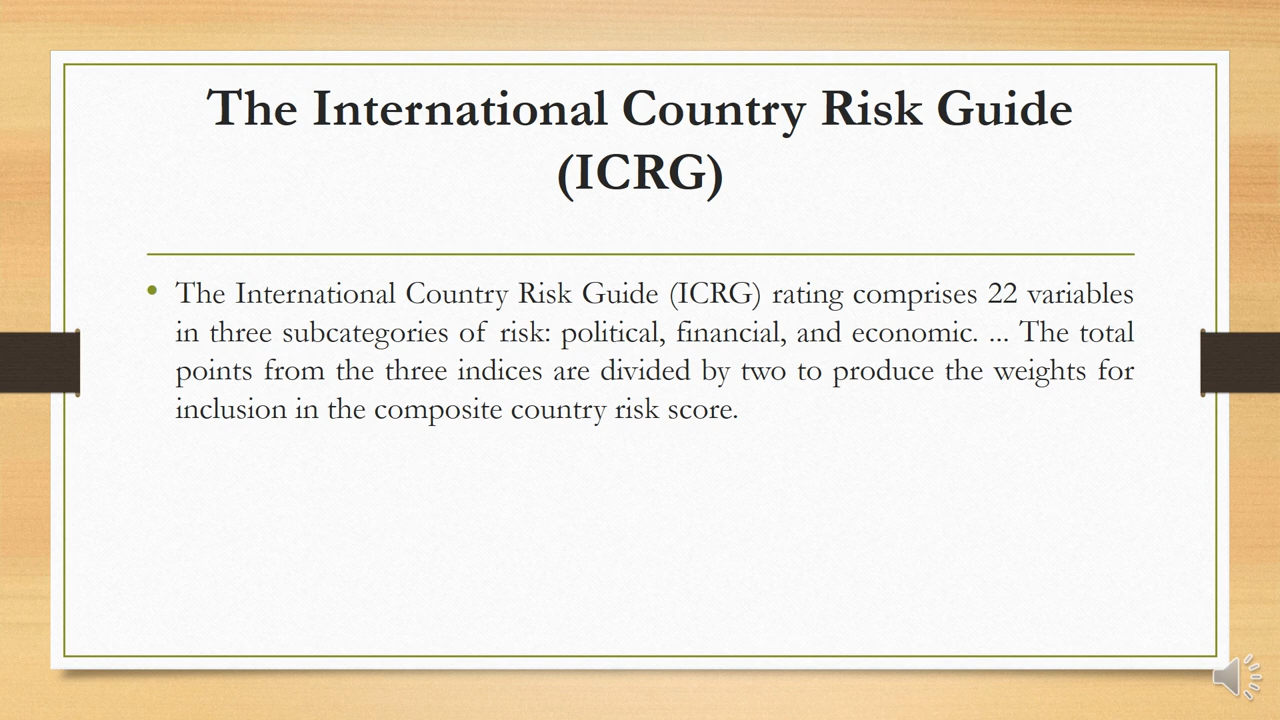 The International Country Risk Guide
(ICRG)
• The International Country Risk Guide (ICRG) rating comprises 22 variables
in three subcategories of risk: political, financial, and economic. ... The total
points from the three indices are divided by two to produce the weights for
inclusion in the composite country risk score.